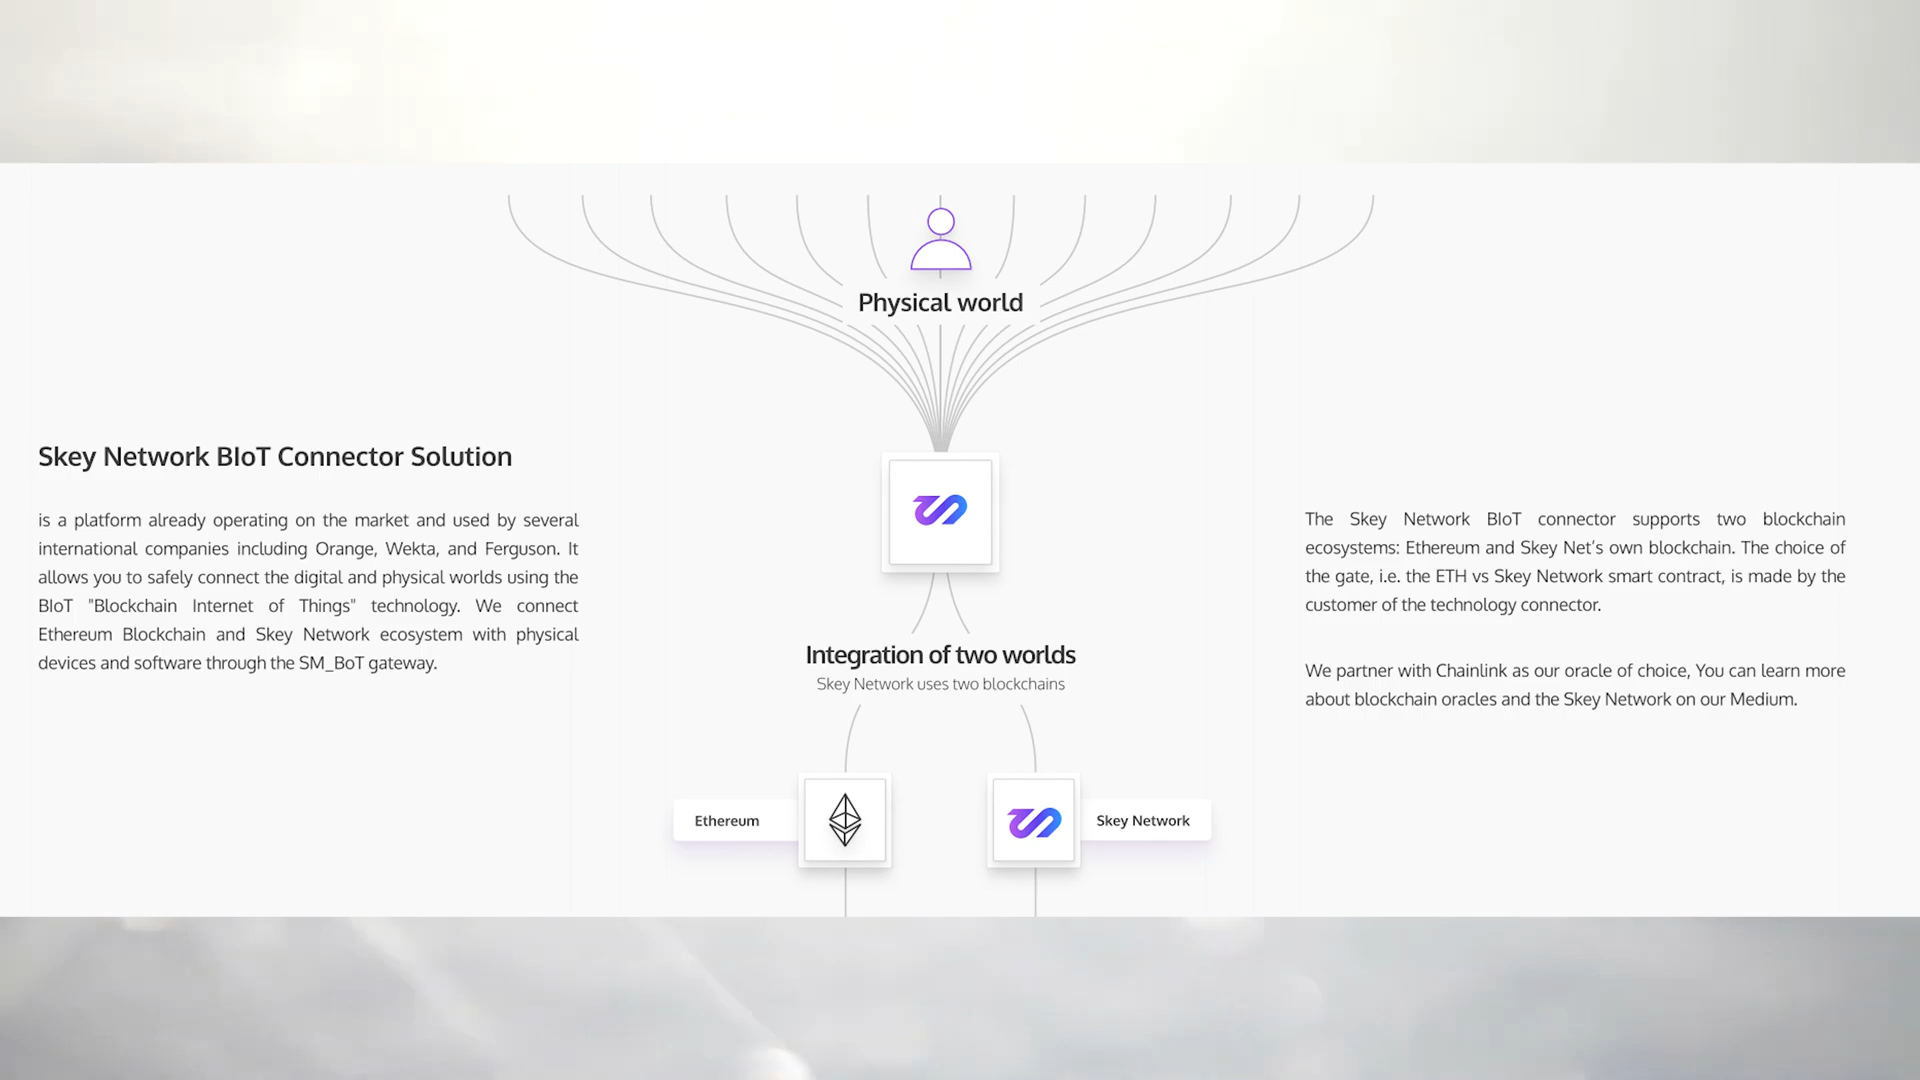 Physical world
Skey Network BIoT Connector Solution
is a platform already operating on the market and used by several
international companies including Orange, Wekta, and Ferguson. It
allows you to safely connect the digital and physical worlds using the
BIoT "Blockchain Internet of Things" technology. We connect
Ethereum Blockchain and Skey Network ecosystem with physical
devices and software through the SM_BoT gateway.
The Skey Network BIoT connector supports two blockchain
ecosystems: Ethereum and Skey Net’s own blockchain. The choice of
the gate, i.e. the ETH vs Skey Network smart contract, is made by the
customer of the technology connector.
We partner with Chainlink as our oracle of choice, You can learn more
about blockchain oracles and the Skey Network on our Medium.
Integration of two worlds
Skey Network uses two blockchains
Ethereum
Skey Network